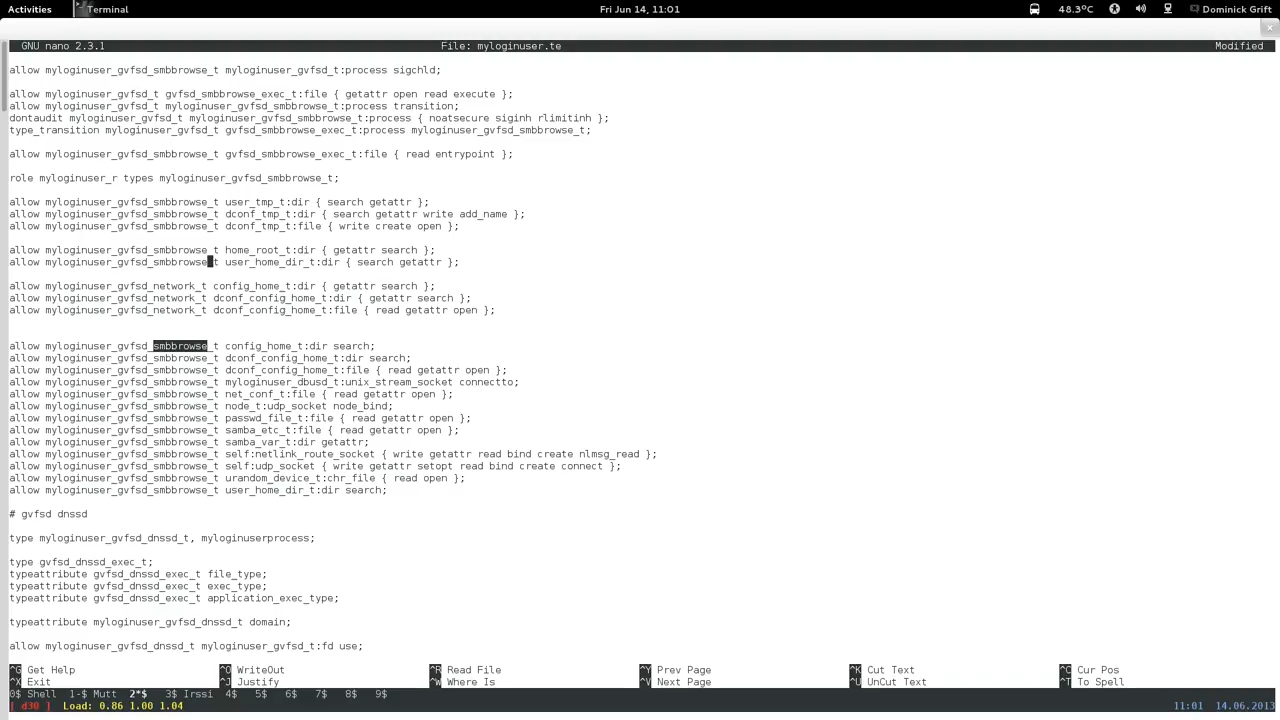 Activities Terminal Fri Jun 14, 11:01 48.3°C Dominick Grift
GNU nano 2.3.1 File: myloginuser.te Modified
allow myloginuser_gvfsd_smbbrowse_t myloginuser_gvfsd_t:process sigchld;
allow myloginuser_gvfsd_t gvfsd_smbbrowse_exec_t:file { getattr open read execute };
allow myloginuser_gvfsd_t myloginuser_gvfsd_smbbrowse_t:process transition;
dontaudit myloginuser_gvfsd_t myloginuser_gvfsd_smbbrowse_t:process { noatsecure siginh rlimitinh };
type_transition myloginuser_gvfsd_t gvfsd_smbbrowse_exec_t:process myloginuser_gvfsd_smbbrowse_t;
allow myloginuser_gvfsd_smbbrowse_t gvfsd_smbbrowse_exec_t:file { read entrypoint };
role myloginuser_r types myloginuser_gvfsd_smbbrowse_t;
allow myloginuser_gvfsd_smbbrowse_t user_tmp_t:dir { search getattr };
allow myloginuser_gvfsd_smbbrowse_t dconf_tmp_t:dir { search getattr write add_name };
allow myloginuser_gvfsd_smbbrowse_t dconf_tmp_t:file { write create open };
allow myloginuser_gvfsd_smbbrowse_t home_root_t:dir { getattr search };
allow myloginuser_gvfsd_smbbrowse_t user_home_dir_t:dir { search getattr };
allow myloginuser_gvfsd_network_t config_home_t:dir { getattr search };
allow myloginuser_gvfsd_network_t dconf_config_home_t:dir { getattr search };
allow myloginuser_gvfsd_network_t dconf_config_home_t:file { read getattr open };
allow myloginuser_gvfsd_smbbrowse_t config_home_t:dir search;
allow myloginuser_gvfsd_smbbrowse_t dconf_config_home_t:dir search;
allow myloginuser_gvfsd_smbbrowse_t dconf_config_home_t:file { read getattr open };
allow myloginuser_gvfsd_smbbrowse_t myloginuser_dbusd_t:unix_stream_socket connectto;
allow myloginuser_gvfsd_smbbrowse_t net_conf_t:file { read getattr open };
allow myloginuser_gvfsd_smbbrowse_t node_t:udp_socket node_bind;
allow myloginuser_gvfsd_smbbrowse_t passwd_file_t:file { read getattr open };
allow myloginuser_gvfsd_smbbrowse_t samba_etc_t:file { read getattr open };
allow myloginuser_gvfsd_smbbrowse_t samba_var_t:dir getattr;
allow myloginuser_gvfsd_smbbrowse_t self:netlink_route_socket { write getattr read bind create nlmsg_read };
allow myloginuser_gvfsd_smbbrowse_t self:udp_socket { write getattr setopt read bind create connect };
allow myloginuser_gvfsd_smbbrowse_t urandom_device_t:chr_file { read open };
allow myloginuser_gvfsd_smbbrowse_t user_home_dir_t:dir search;
# gvfsd dnssd
type myloginuser_gvfsd_dnssd_t, myloginuserprocess;
type gvfsd_dnssd_exec_t;
typeattribute gvfsd_dnssd_exec_t file_type;
typeattribute gvfsd_dnssd_exec_t exec_type;
typeattribute gvfsd_dnssd_exec_t application_exec_type;
typeattribute myloginuser_gvfsd_dnssd_t domain;
allow myloginuser_gvfsd_dnssd_t myloginuser_gvfsd_t:fd use;
^G Get Help ^O WriteOut ^R Read File ^Y Prev Page ^K Cut Text ^C Cur Pos
^X Exit ^J Justify ^W Where Is ^V Next Page ^U UnCut Text ^T To Spell
0$ Shell 1-$ Mutt 2*$ 3$ Irssi 4$ 5$ 6$ 7$ 8$ 9$
[ d30 ] Load: 0.86 1.00 1.04 11:01 14.06.2013